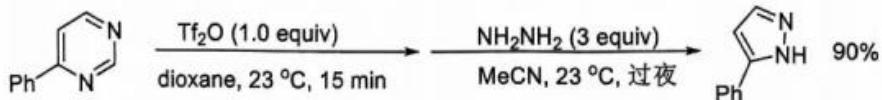 Tf₂O (1.0 equiv)
dioxane, 23 °C, 15 min
NH₂NH₂ (3 equiv)
MeCN, 23 °C, 过夜
Ph N N
Ph N NH
90%